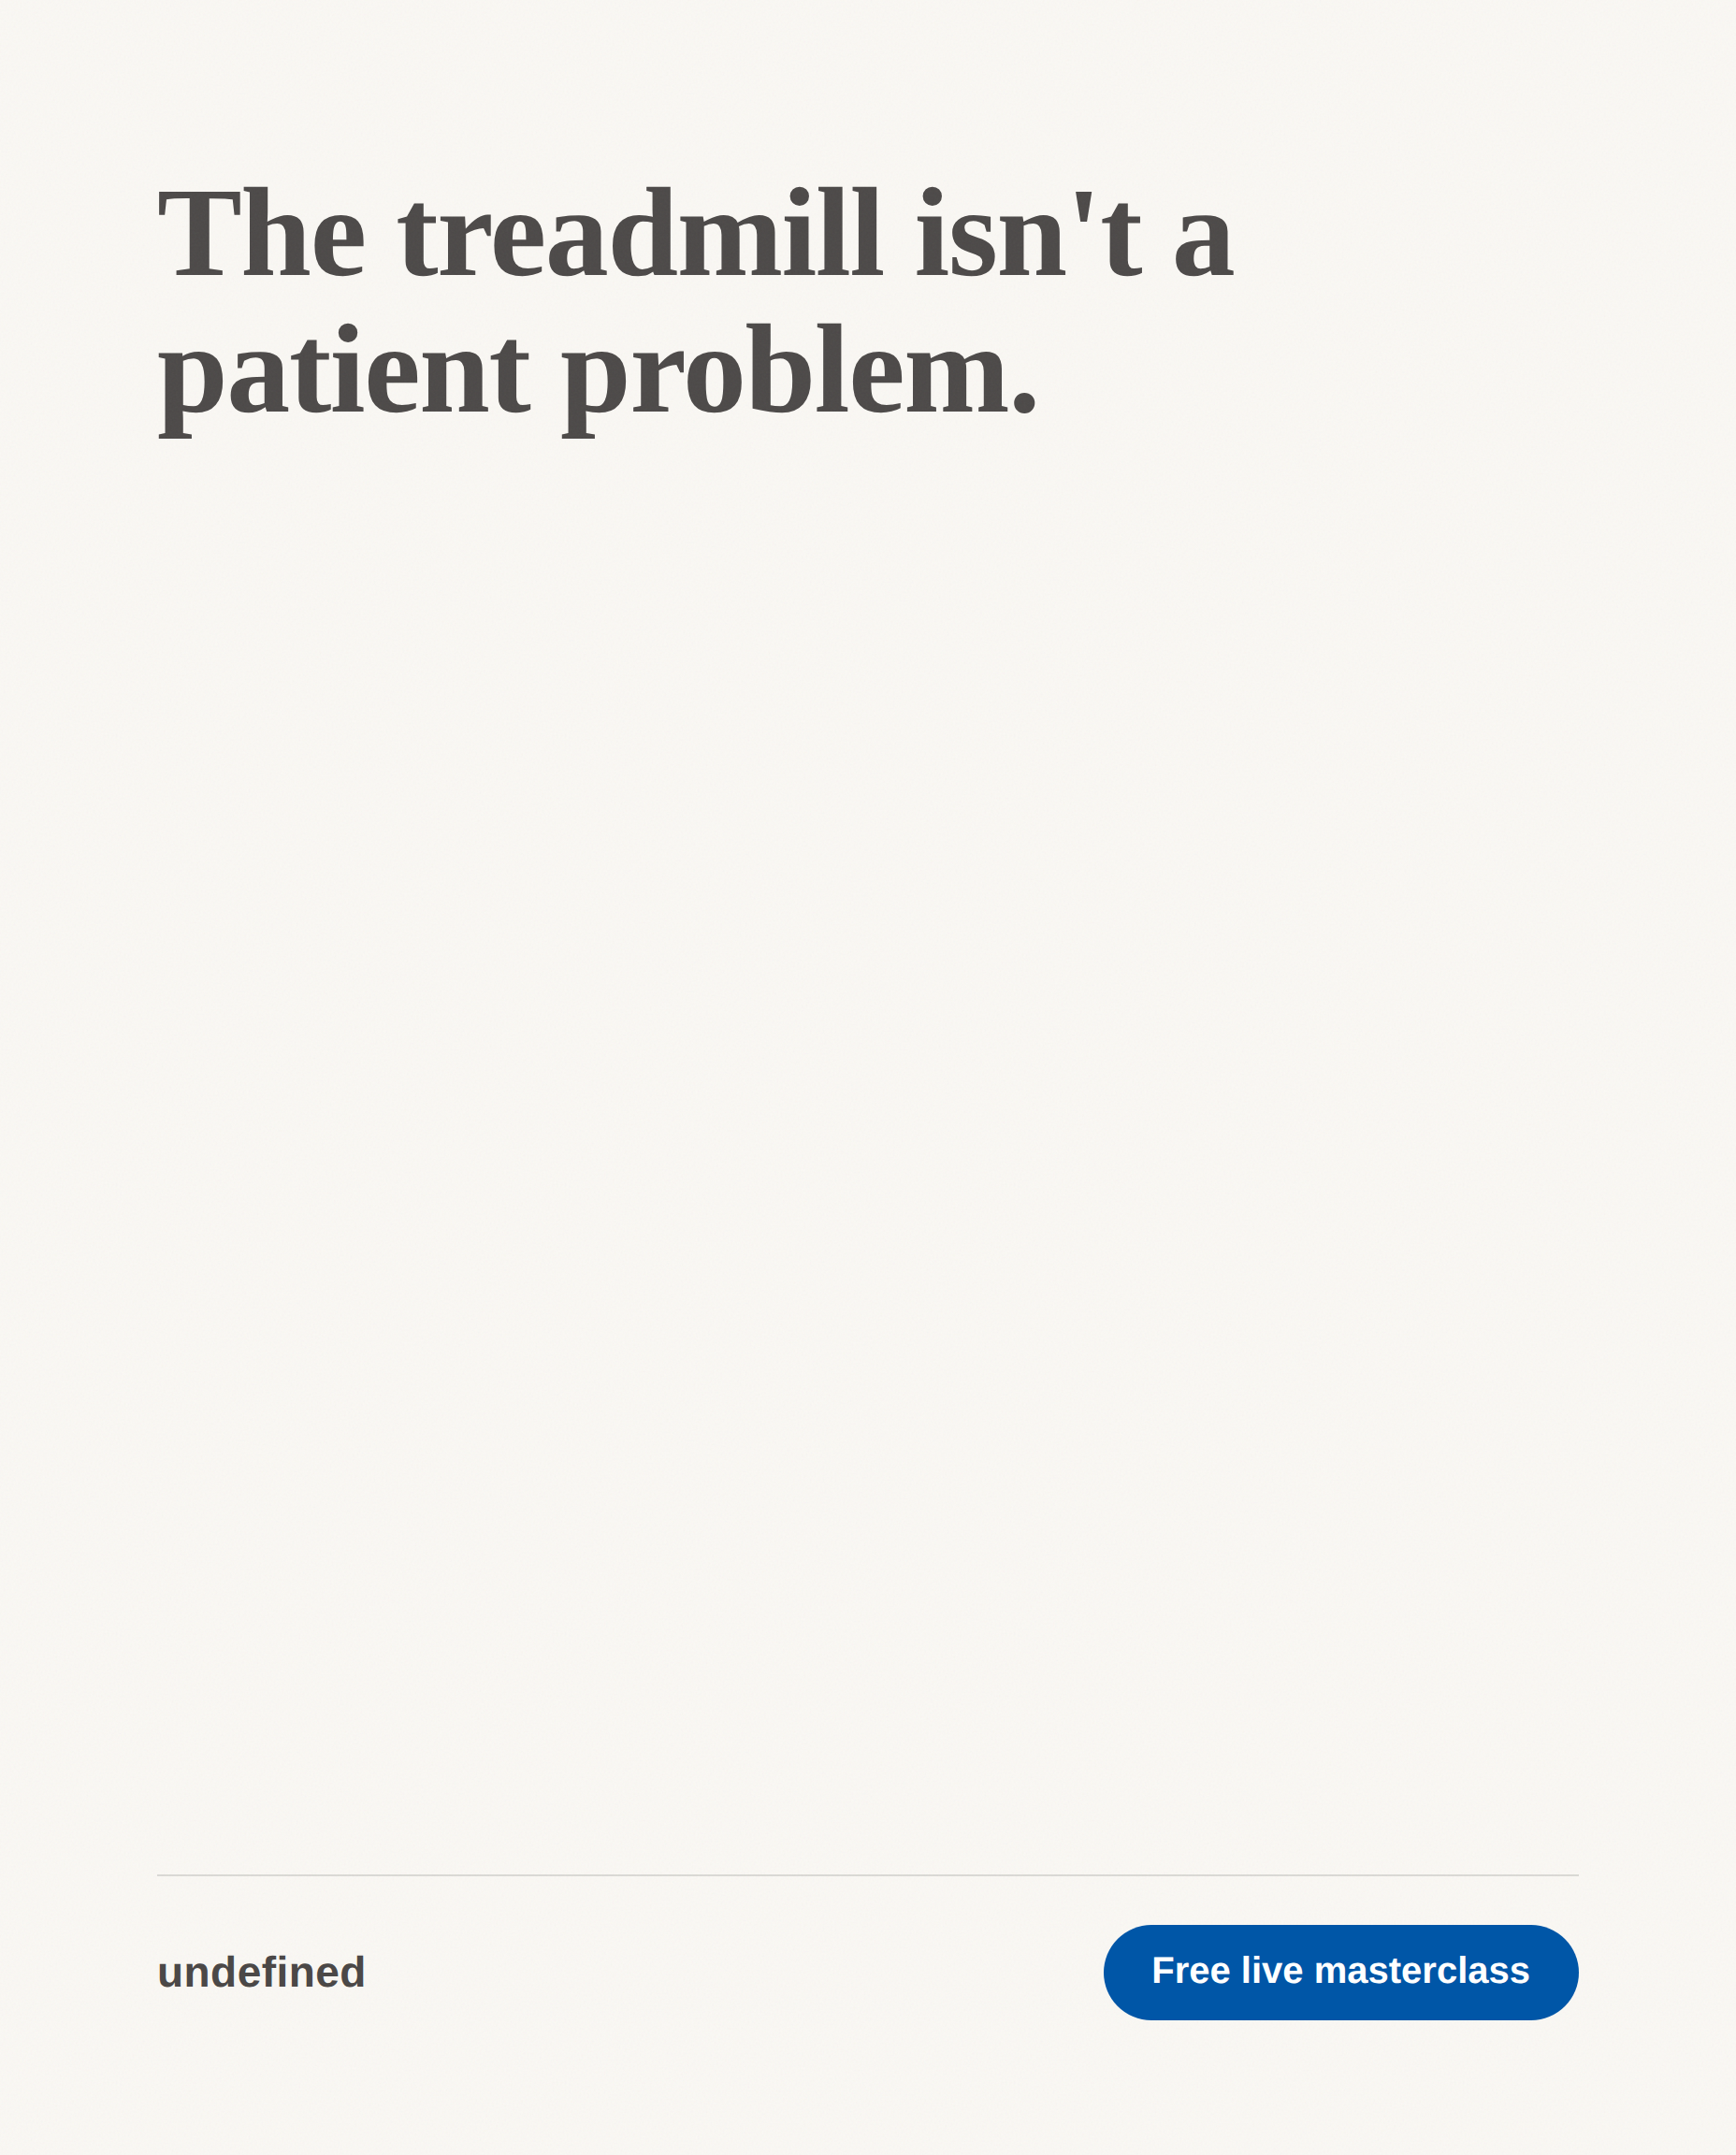 The treadmill isn't a
patient problem.
undefined
Free live masterclass